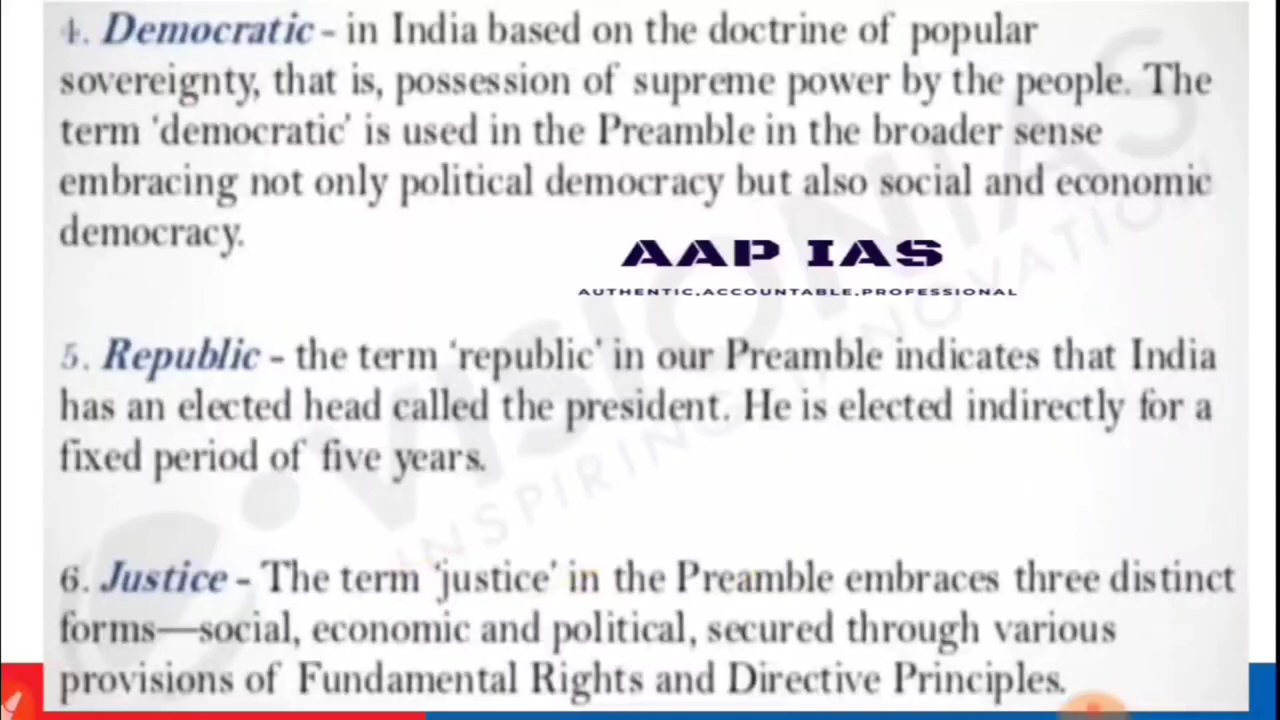 4. Democratic - in India based on the doctrine of popular
sovereignty, that is, possession of supreme power by the people. The
term 'democratic' is used in the Preamble in the broader sense
embracing not only political democracy but also social and economic
democracy.
AAP IAS
AUTHENTIC,ACCOUNTABLE,PROFESSIONAL
5. Republic - the term 'republic' in our Preamble indicates that India
has an elected head called the president. He is elected indirectly for a
fixed period of five years.
6. Justice - The term 'justice' in the Preamble embraces three distinct
forms—social, economic and political, secured through various
provisions of Fundamental Rights and Directive Principles.
e-VISIONIAS
INSPIRING INNOVATION